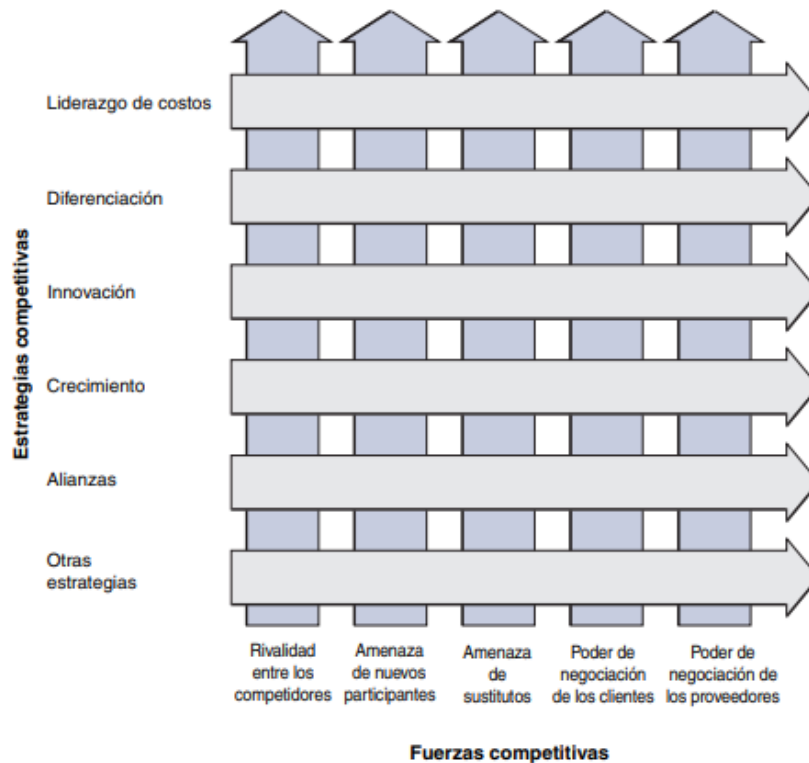 Estrategias competitivas
Liderazgo de costos
Diferenciación
Innovación
Crecimiento
Alianzas
Otras
estrategias
Rivalidad
entre los
competidores
Amenaza
de nuevos
participantes
Amenaza
de
sustitutos
Poder de
negociación
de los clientes
Poder de
negociación de
los proveedores
Fuerzas competitivas